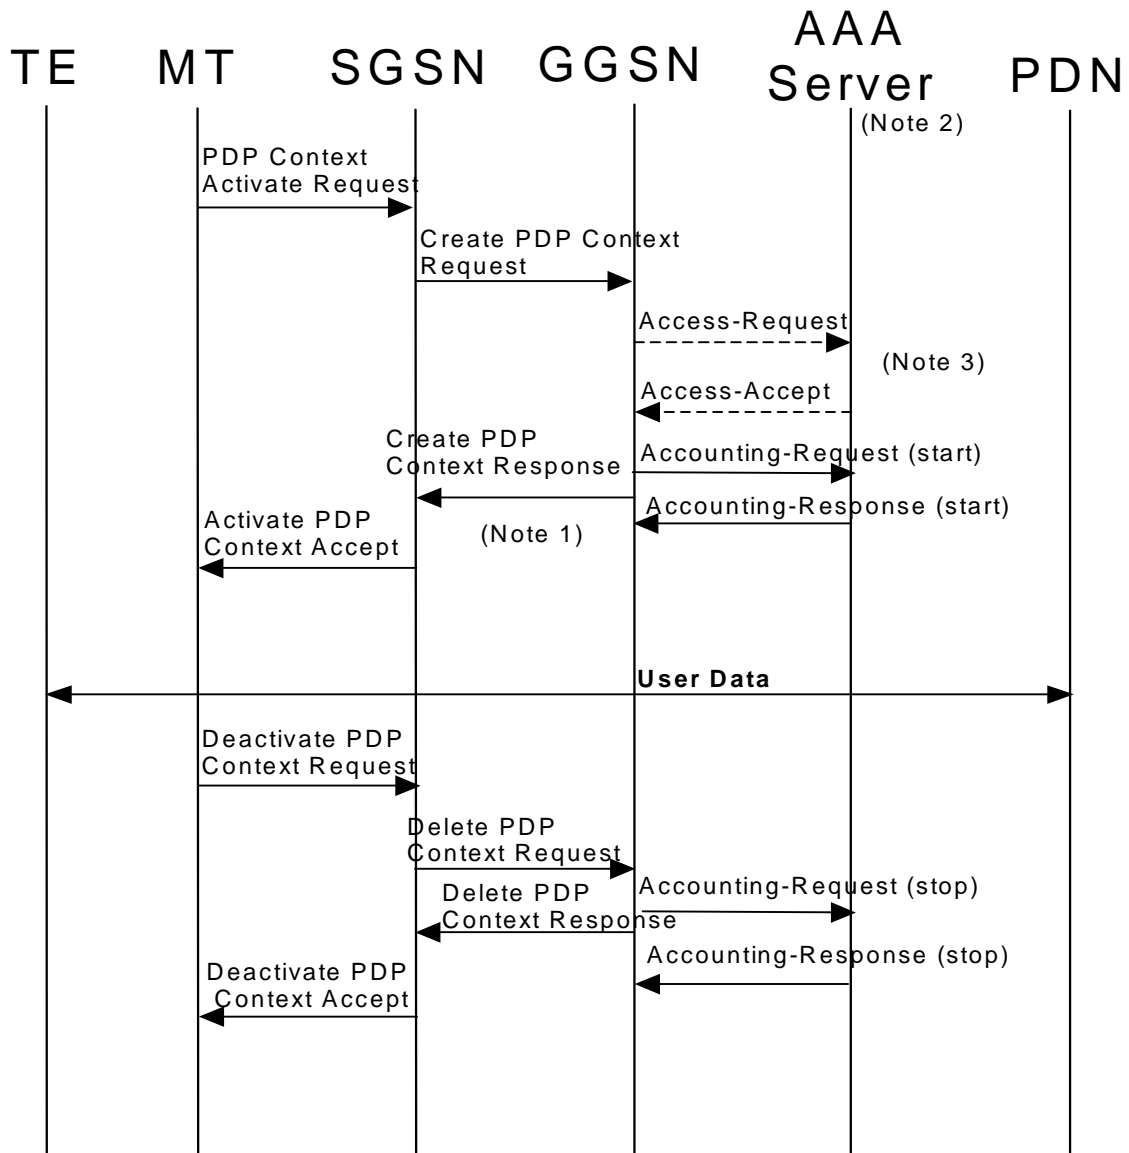 AAA
TE MT SGSN GGSN Server PDN
(Note 2)
PDP Context
Activate Request
Create PDP Context
Request
Access-Request
(Note 3)
Access-Accept
Create PDP
Context Response
Accounting-Request (start)
Accounting-Response (start)
Activate PDP
Context Accept
(Note 1)
User Data
Deactivate PDP
Context Request
Delete PDP
Context Request
Accounting-Request (stop)
Delete PDP
Context Response
Accounting-Response (stop)
Deactivate PDP
Context Accept